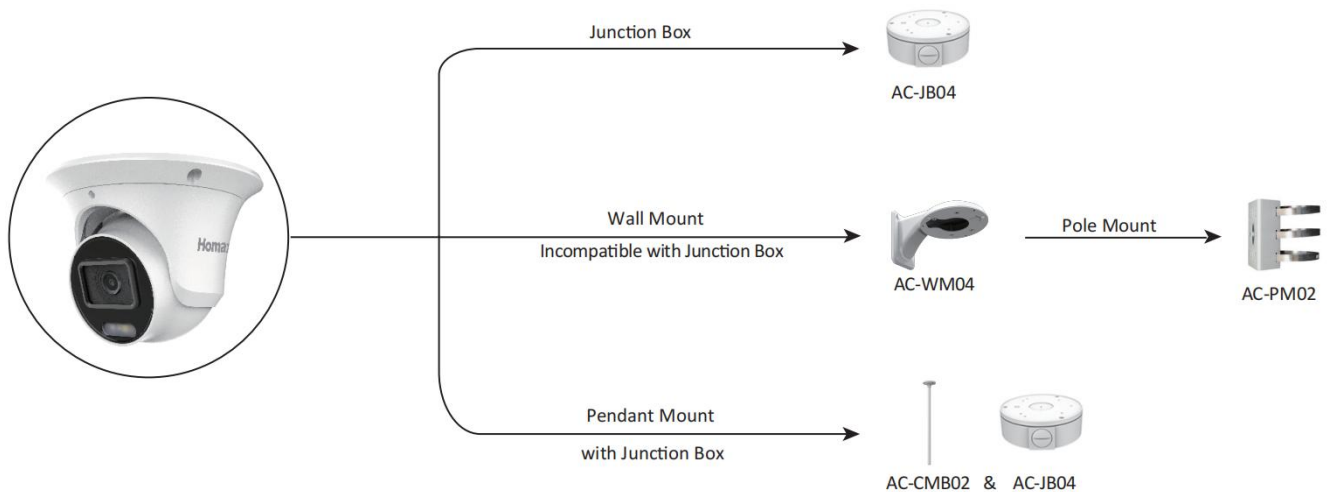 Junction Box
AC-JB04
Homa
Wall Mount
Incompatible with Junction Box
AC-WM04
Pole Mount
AC-PM02
Pendant Mount
with Junction Box
AC-CMB02 & AC-JB04